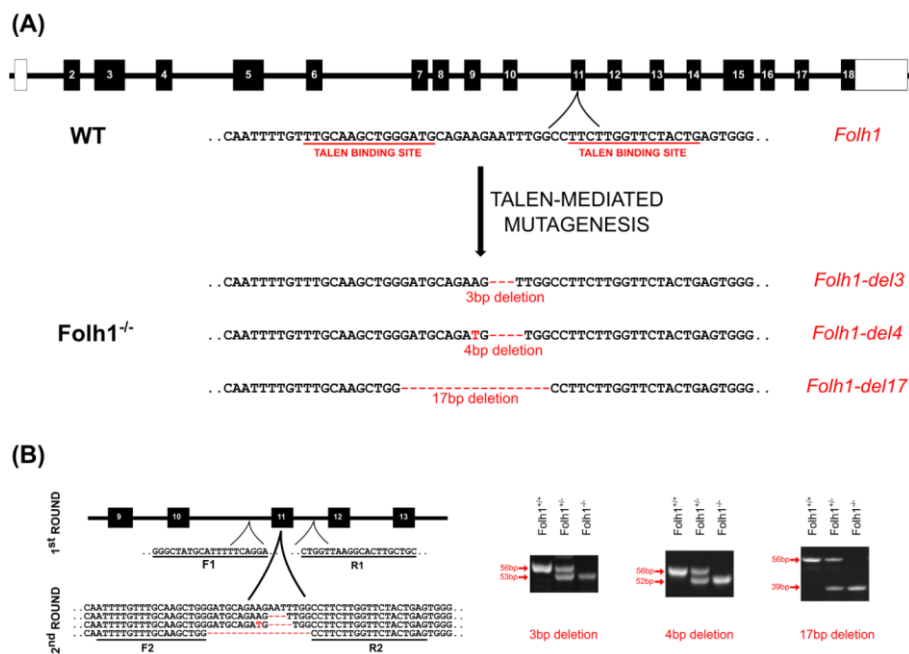 (A)
2 3 4 5 6 7 8 9 10 11 12 13 14 15 16 17 18
WT
..CAATTTTGTTTGCAAGCTGGGATGCAGAAGAATTTGGCCTTCTTGGTTCTACTGAGTGGG..
Folh1
TALEN BINDING SITE
TALEN BINDING SITE
TALEN-MEDIATED
MUTAGENESIS
..CAATTTTGTTTGCAAGCTGGGATGCAGAAG---TTGGCCTTCTTGGTTCTACTGAGTGGG..
Folh1-del3
3bp deletion
Folh1-/-
..CAATTTTGTTTGCAAGCTGGGATGCAGATG----TGGCCTTCTTGGTTCTACTGAGTGGG..
Folh1-del4
4bp deletion
..CAATTTTGTTTGCAAGCTGG-----------------CCTTCTTGGTTCTACTGAGTGGG..
Folh1-del17
17bp deletion
(B)
1st ROUND
9 10 11 12 13
..GGGCTATGCATTTTTCAGGA.. ..CTGGTTAAGGCACTTGCTGC..
F1 R1
2nd ROUND
..CAATTTTGTTTGCAAGCTGGGATGCAGAAGAATTTGGCCTTCTTGGTTCTACTGAGTGGG..
..CAATTTTGTTTGCAAGCTGGGATGCAGAAG---TTGGCCTTCTTGGTTCTACTGAGTGGG..
..CAATTTTGTTTGCAAGCTGGGATGCAGATG----TGGCCTTCTTGGTTCTACTGAGTGGG..
..CAATTTTGTTTGCAAGCTGG-----------------CCTTCTTGGTTCTACTGAGTGGG..
F2 R2
Folh1+/+ Folh1+/- Folh1-/-
56bp
53bp
3bp deletion
Folh1+/+ Folh1+/- Folh1-/-
56bp
52bp
4bp deletion
Folh1+/+ Folh1+/- Folh1-/-
56bp
39bp
17bp deletion